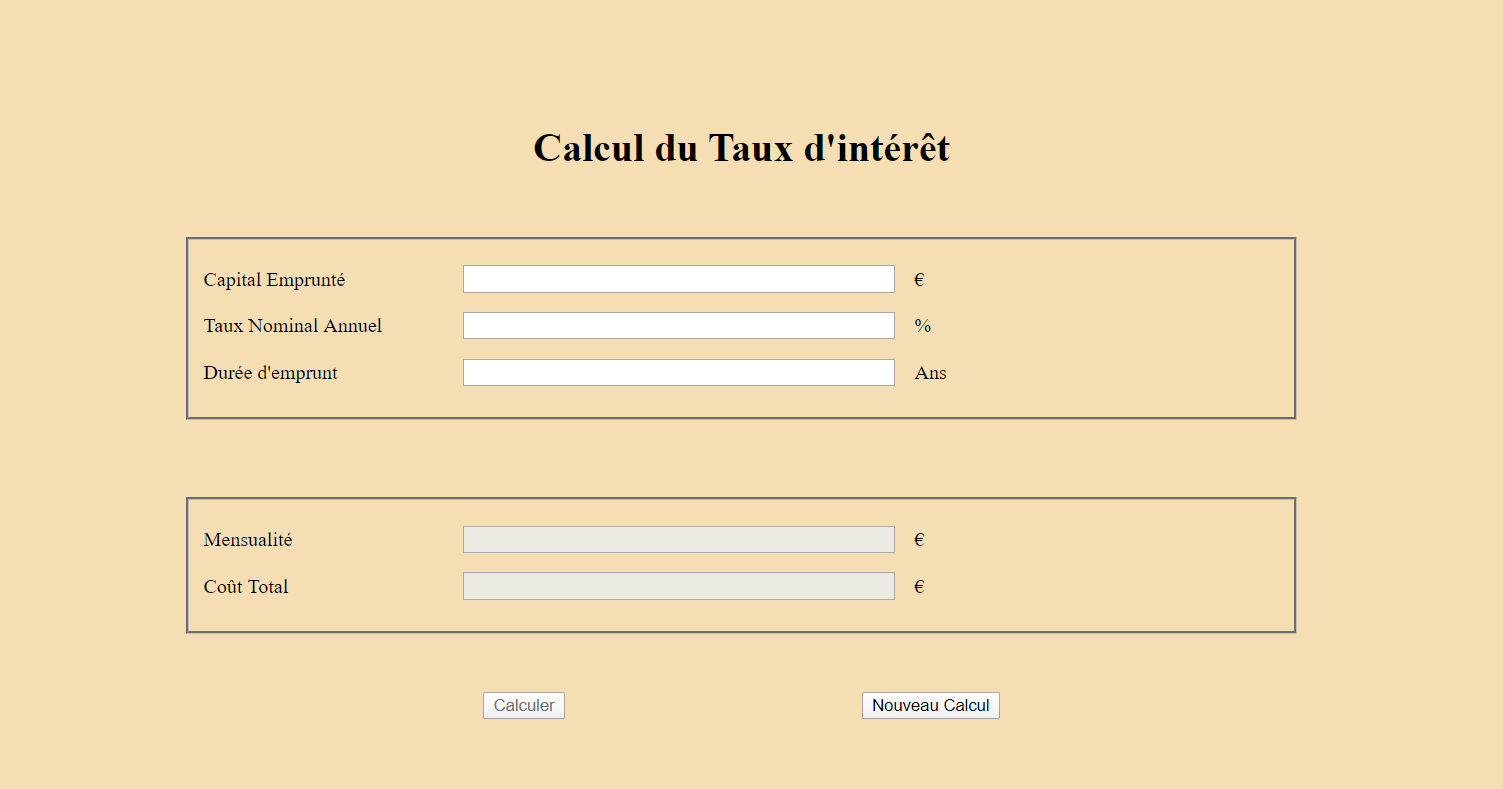 Calcul du Taux d'intérêt
Capital Emprunté €
Taux Nominal Annuel %
Durée d'emprunt Ans
Mensualité €
Coût Total €
Calculer Nouveau Calcul